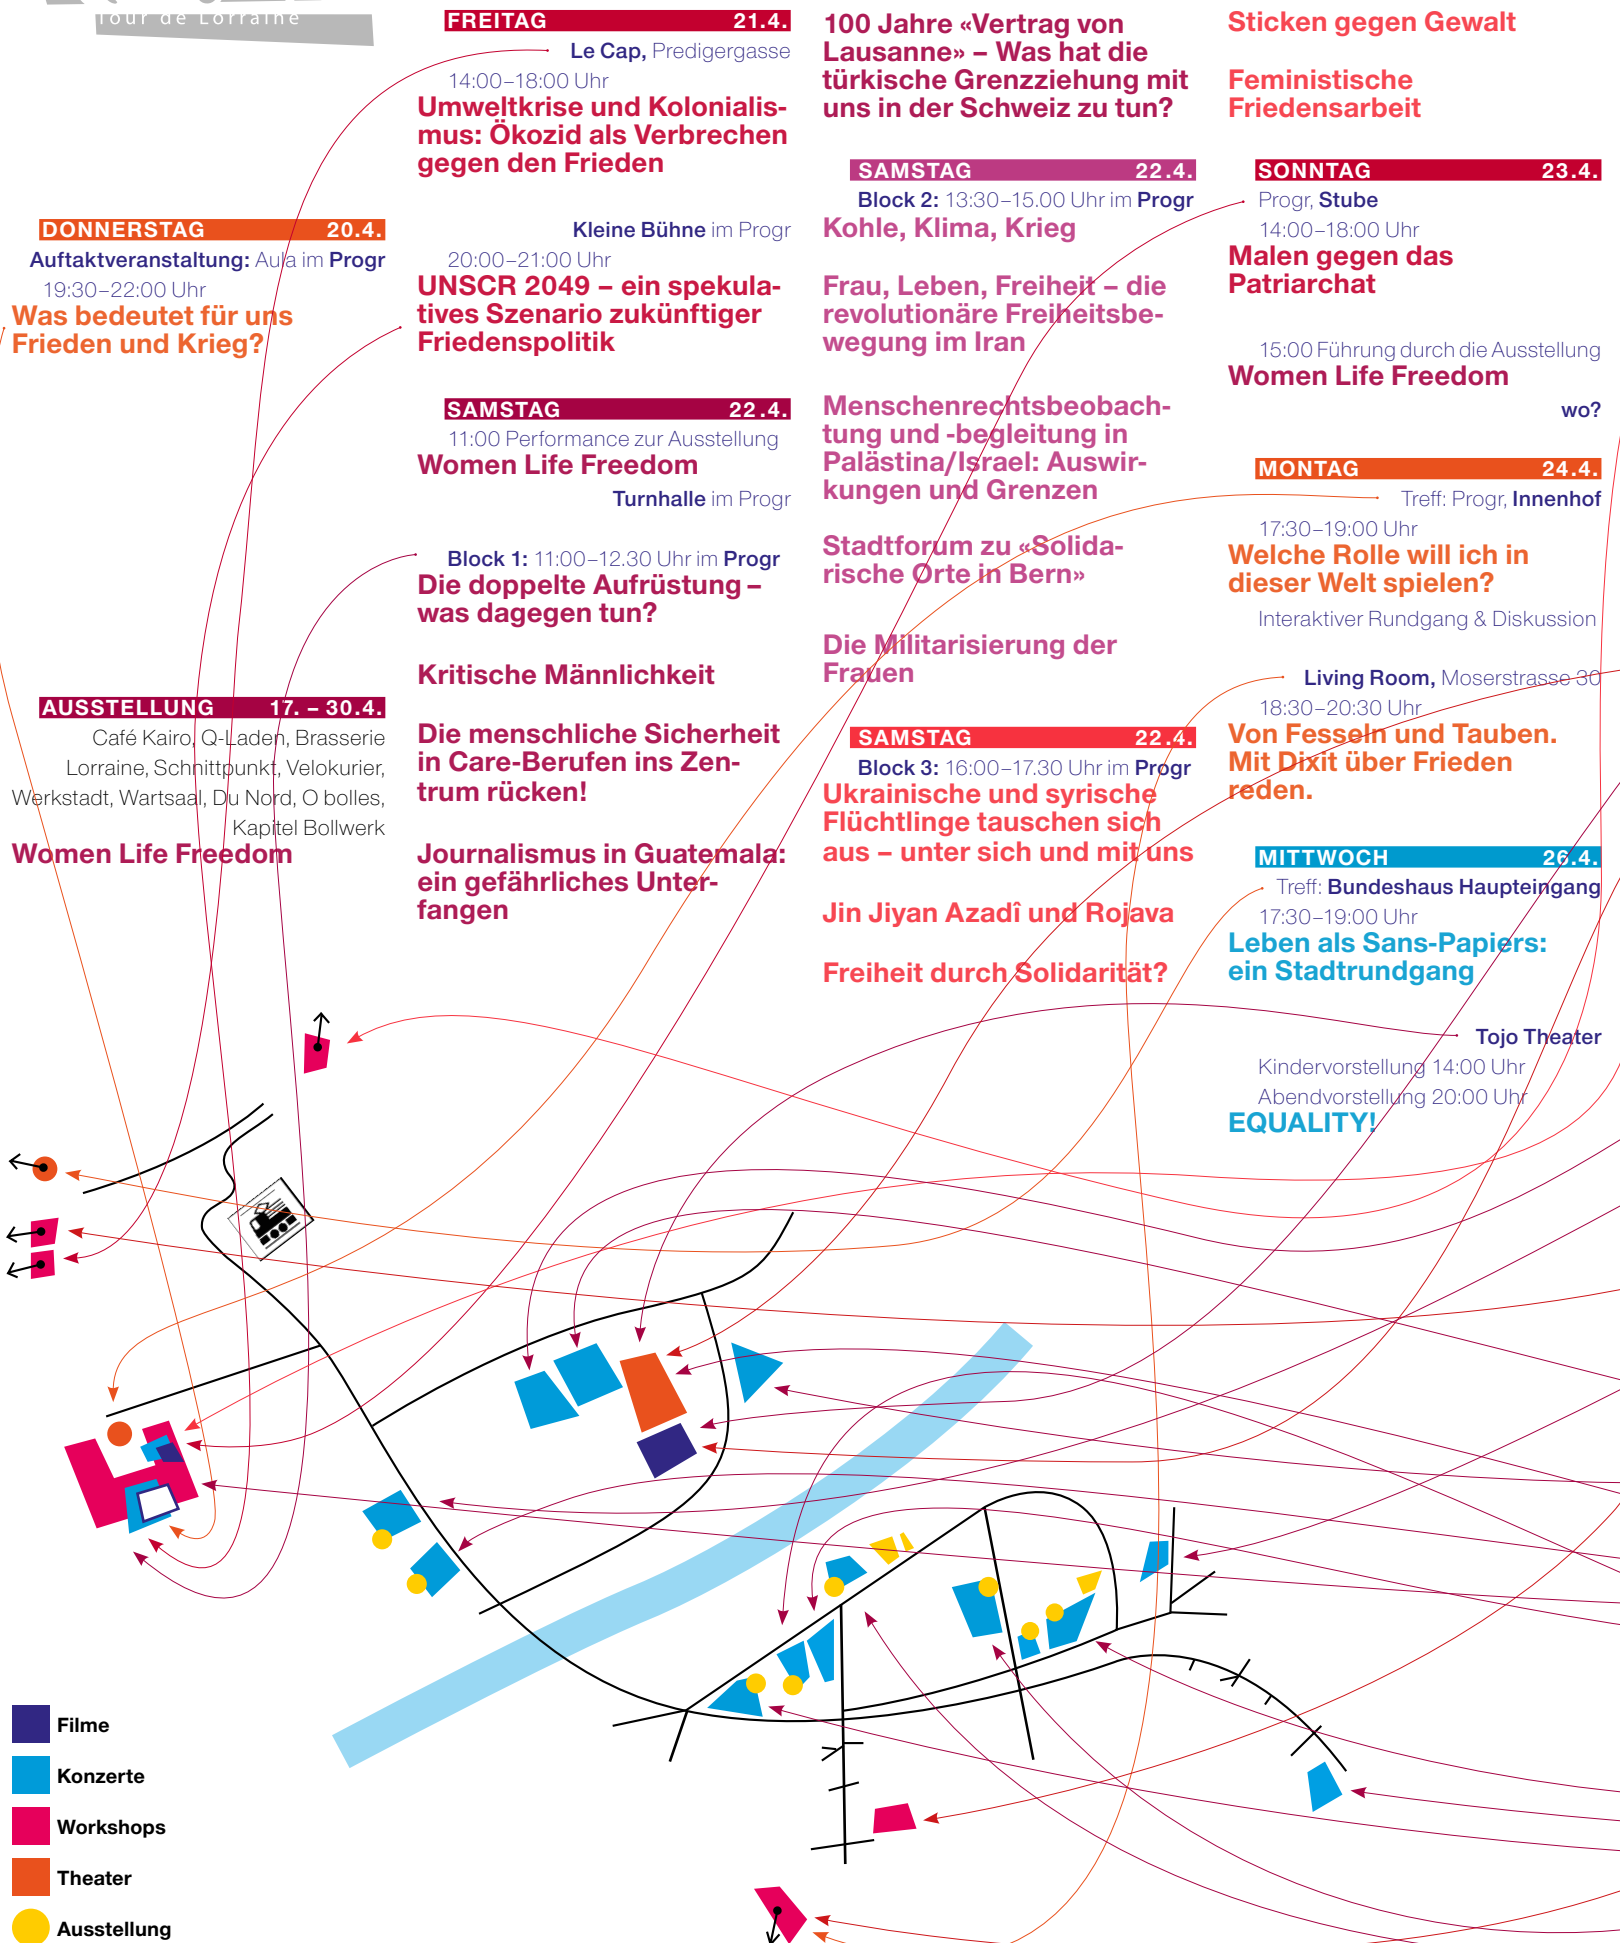 Tour de Lorraine
DONNERSTAG 20.4.
Auftaktveranstaltung: Aula im Progr
19:30–22:00 Uhr
Was bedeutet für uns
Frieden und Krieg?
AUSSTELLUNG 17. – 30.4.
Café Kairo, Q-Laden, Brasserie
Lorraine, Schnittpunkt, Velokurier,
Werkstadt, Wartsaal, Du Nord, O bolles,
Kapitel Bollwerk
Women Life Freedom
FREITAG 21.4.
Le Cap, Predigergasse
14:00–18:00 Uhr
Umweltkrise und Kolonialis-
mus: Ökozid als Verbrechen
gegen den Frieden
Kleine Bühne im Progr
20:00–21:00 Uhr
UNSCR 2049 – ein spekula-
tives Szenario zukünftiger
Friedenspolitik
SAMSTAG 22.4.
11:00 Performance zur Ausstellung
Women Life Freedom
Turnhalle im Progr
Block 1: 11:00–12.30 Uhr im Progr
Die doppelte Aufrüstung –
was dagegen tun?
Kritische Männlichkeit
Die menschliche Sicherheit
in Care-Berufen ins Zen-
trum rücken!
Journalismus in Guatemala:
ein gefährliches Unter-
fangen
100 Jahre «Vertrag von
Lausanne» – Was hat die
türkische Grenzziehung mit
uns in der Schweiz zu tun?
SAMSTAG 22.4.
Block 2: 13:30–15.00 Uhr im Progr
Kohle, Klima, Krieg
Frau, Leben, Freiheit – die
revolutionäre Freiheitsbe-
wegung im Iran
Menschenrechtsbeobach-
tung und -begleitung in
Palästina/Israel: Auswir-
kungen und Grenzen
Stadtforum zu «Solida-
rische Orte in Bern»
Die Militarisierung der
Frauen
SAMSTAG 22.4.
Block 3: 16:00–17.30 Uhr im Progr
Ukrainische und syrische
Flüchtlinge tauschen sich
aus – unter sich und mit uns
Jin Jiyan Azadî und Rojava
Freiheit durch Solidarität?
Sticken gegen Gewalt
Feministische
Friedensarbeit
SONNTAG 23.4.
Progr, Stube
14:00–18:00 Uhr
Malen gegen das
Patriarchat
15:00 Führung durch die Ausstellung
Women Life Freedom
wo?
MONTAG 24.4.
Treff: Progr, Innenhof
17:30–19:00 Uhr
Welche Rolle will ich in
dieser Welt spielen?
Interaktiver Rundgang & Diskussion
Living Room, Moserstrasse 30
18:30–20:30 Uhr
Von Fesseln und Tauben.
Mit Dixit über Frieden
reden.
MITTWOCH 26.4.
Treff: Bundeshaus Haupteingang
17:30–19:00 Uhr
Leben als Sans-Papiers:
ein Stadtrundgang
Tojo Theater
Kindervorstellung 14:00 Uhr
Abendvorstellung 20:00 Uhr
EQUALITY!
Filme
Konzerte
Workshops
Theater
Ausstellung